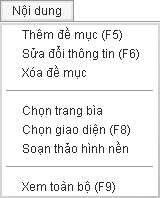 Nội dung
Thêm đề mục (F5)
Sửa đổi thông tin (F6)
Xóa đề mục
Chọn trang bìa
Chọn giao diện (F8)
Soạn thảo hình nền
Xem toàn bộ (F9)